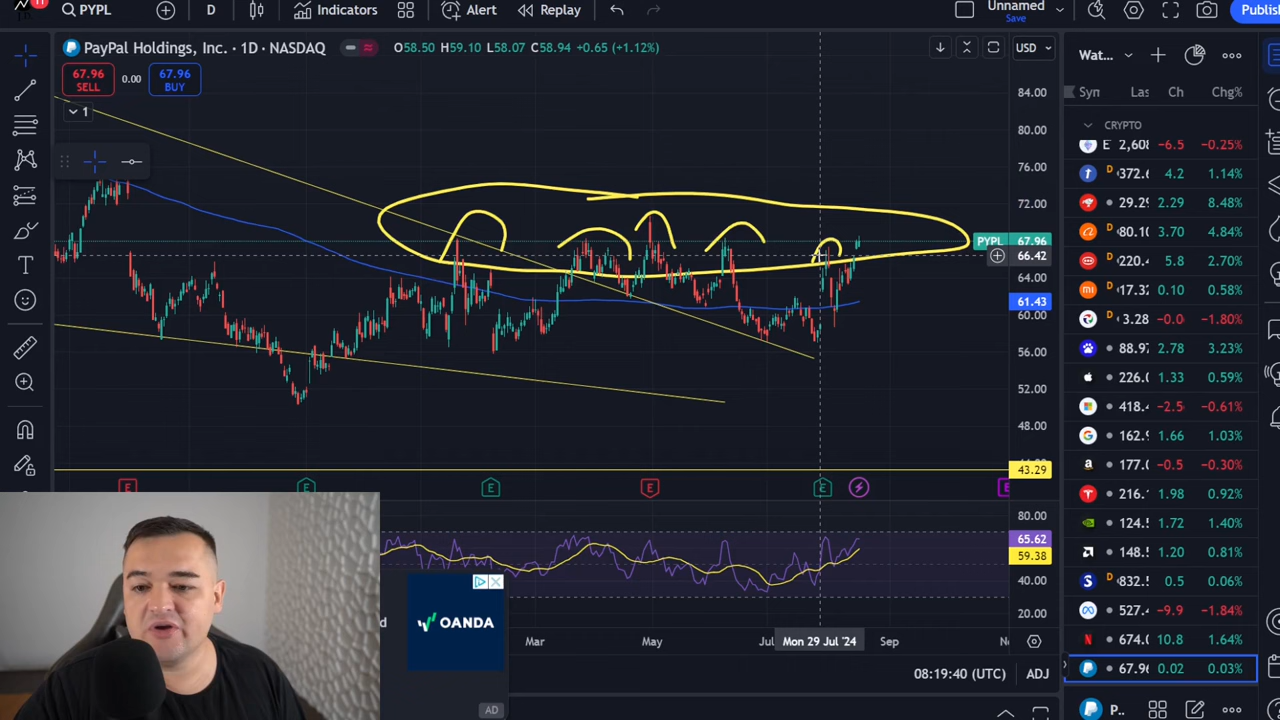 PYPL
D
Indicators
Alert
Replay
Unnamed
Save
Publis
PayPal Holdings, Inc. · 1D · NASDAQ
O58.50 H59.10 L58.07 C58.94 +0.65 (+1.12%)
USD
67.96
SELL
0.00
67.96
BUY
1
84.00
80.00
76.00
72.00
PYPL 67.96
66.42
64.00
61.43
60.00
56.00
52.00
48.00
43.29
E
E
E
E
E
80.00
65.62
59.38
40.00
20.00
Mar
May
Jul
Mon 29 Jul '24
Sep
08:19:40 (UTC)
ADJ
d
OANDA
AD
Wat...
Syn Las Ch Chg%
CRYPTO
E 2,608 -6.5 -0.25%
D 372.6 4.2 1.14%
29.29 2.28 8.48%
D 80.10 3.70 4.84%
D 220.4 5.8 2.70%
D 17.32 0.10 0.58%
D 3.28 -0.0 -1.80%
88.97 2.78 3.23%
226.0 1.33 0.59%
418.4 -2.5 -0.61%
162.9 1.66 1.03%
177.0 -0.5 -0.30%
216.1 1.98 0.92%
124.5 1.72 1.40%
148.5 1.20 0.81%
D 832.5 0.5 0.06%
527.4 -9.9 -1.84%
674.0 10.8 1.64%
67.96 0.02 0.03%
P...